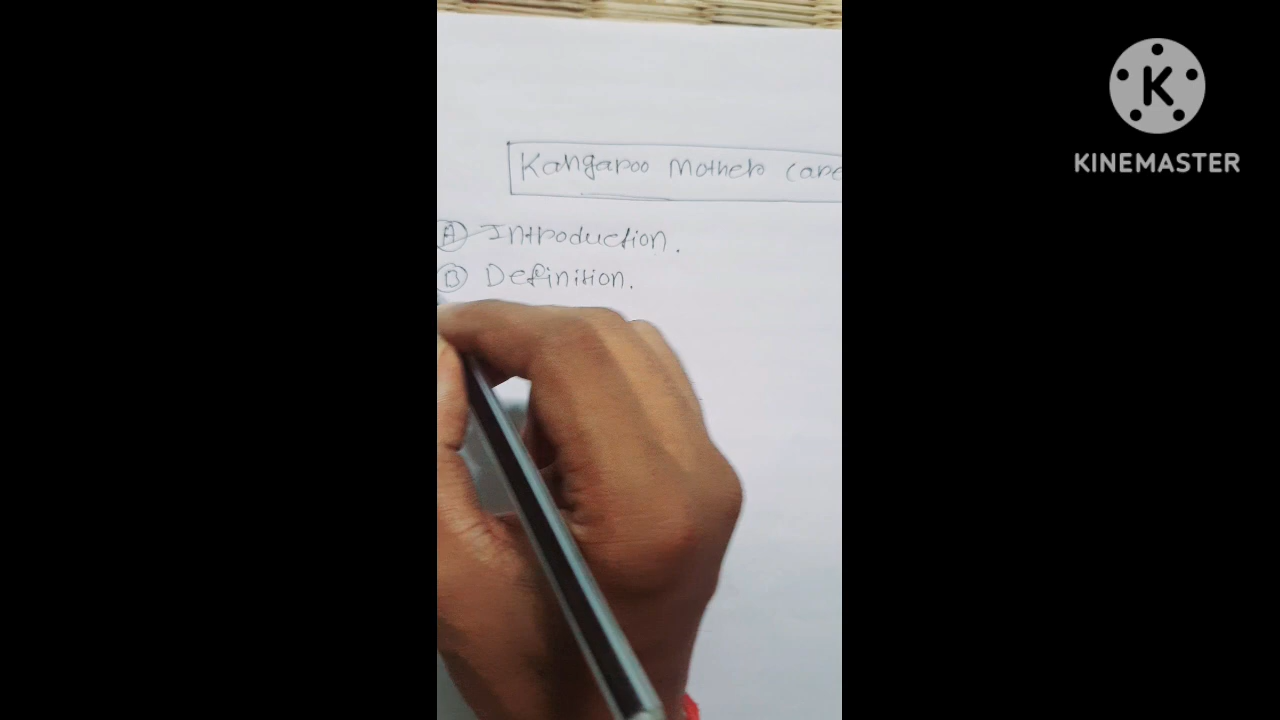 Kangaroo Mother Care
A Introduction.
B Definition.
K
KINEMASTER